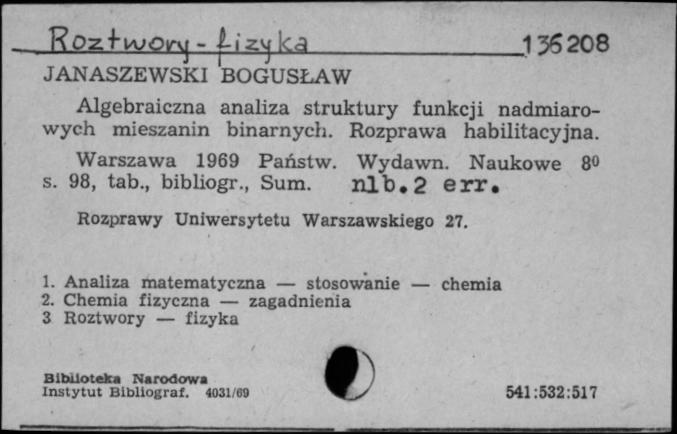 Roztwory - fizyka 136208
JANASZEWSKI BOGUSŁAW
Algebraiczna analiza struktury funkcji nadmiaro-
wych mieszanin binarnych. Rozprawa habilitacyjna.
Warszawa 1969 Państw. Wydawn. Naukowe 8⁰
s. 98, tab., bibliogr., Sum. nlb.2 err.
Rozprawy Uniwersytetu Warszawskiego 27.
1. Analiza matematyczna — stosowanie — chemia
2. Chemia fizyczna — zagadnienia
3 Roztwory — fizyka
Biblioteka Narodowa
Instytut Bibliograf. 4031/69 541:532:517